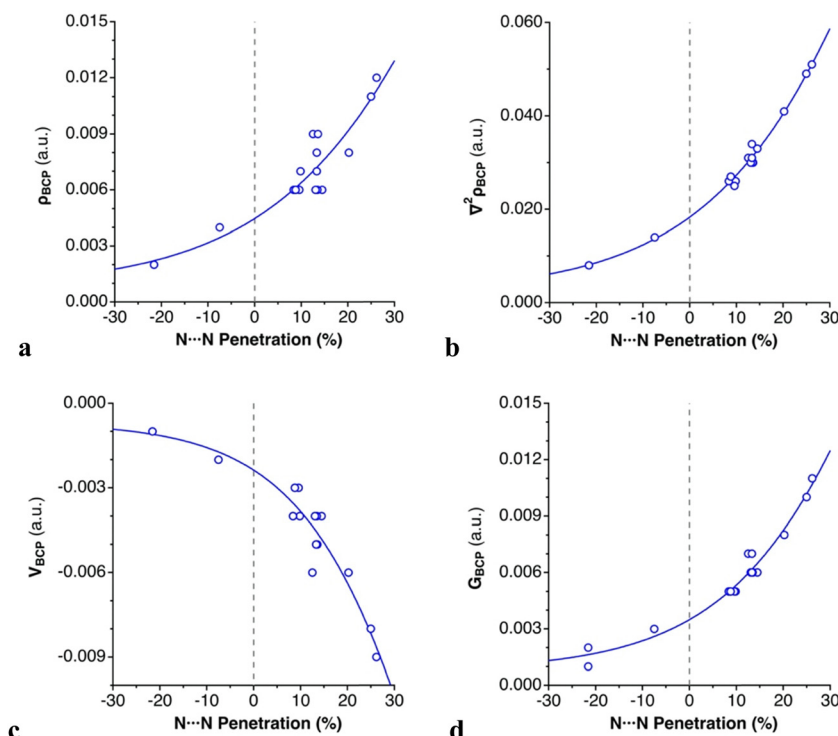 0.015
0.012
0.009
0.006
0.003
0.000
ρBCP (a.u.)
-30 -20 -10 0 10 20 30
N···N Penetration (%)
a
0.060
0.040
0.020
0.000
∇²ρBCP (a.u.)
-30 -20 -10 0 10 20 30
N···N Penetration (%)
b
0.000
-0.003
-0.006
-0.009
VBCP (a.u.)
-30 -20 -10 0 10 20 30
N···N Penetration (%)
c
0.015
0.012
0.009
0.006
0.003
0.000
GBCP (a.u.)
-30 -20 -10 0 10 20 30
N···N Penetration (%)
d